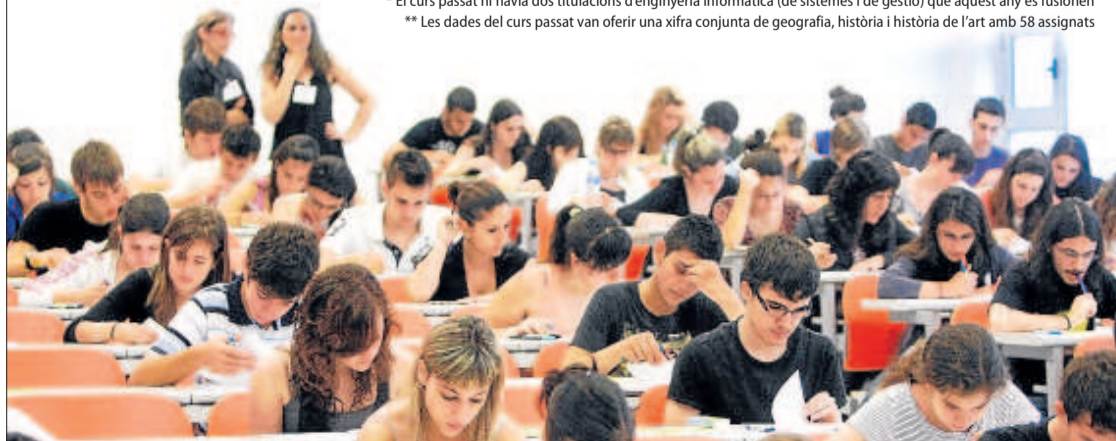 * El curs passat hi havia dos titulacions d'enginyeria informàtica (de sistemes i de gestió) que aquest any es fusionen
** Les dades del curs passat van oferir una xifra conjunta de geografia, història i història de l'art amb 58 assignats